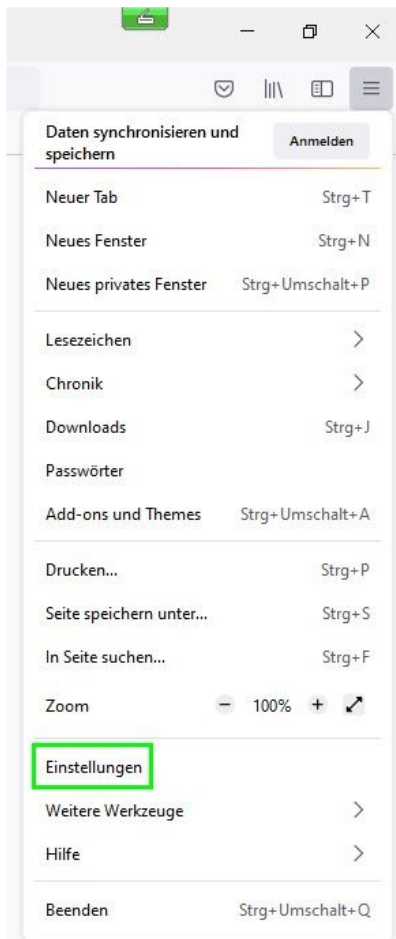 Daten synchronisieren und
speichern
Anmelden
Neuer Tab Strg+T
Neues Fenster Strg+N
Neues privates Fenster Strg+Umschalt+P
Lesezeichen
Chronik
Downloads Strg+J
Passwörter
Add-ons und Themes Strg+Umschalt+A
Drucken... Strg+P
Seite speichern unter... Strg+S
In Seite suchen... Strg+F
Zoom − 100% +
Einstellungen
Weitere Werkzeuge
Hilfe
Beenden Strg+Umschalt+Q